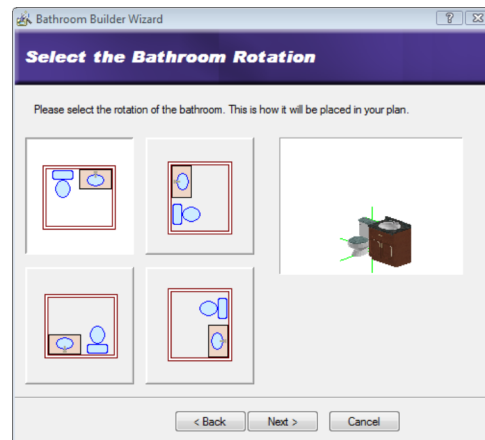 Bathroom Builder Wizard
Select the Bathroom Rotation
Please select the rotation of the bathroom. This is how it will be placed in your plan.
< Back Next > Cancel